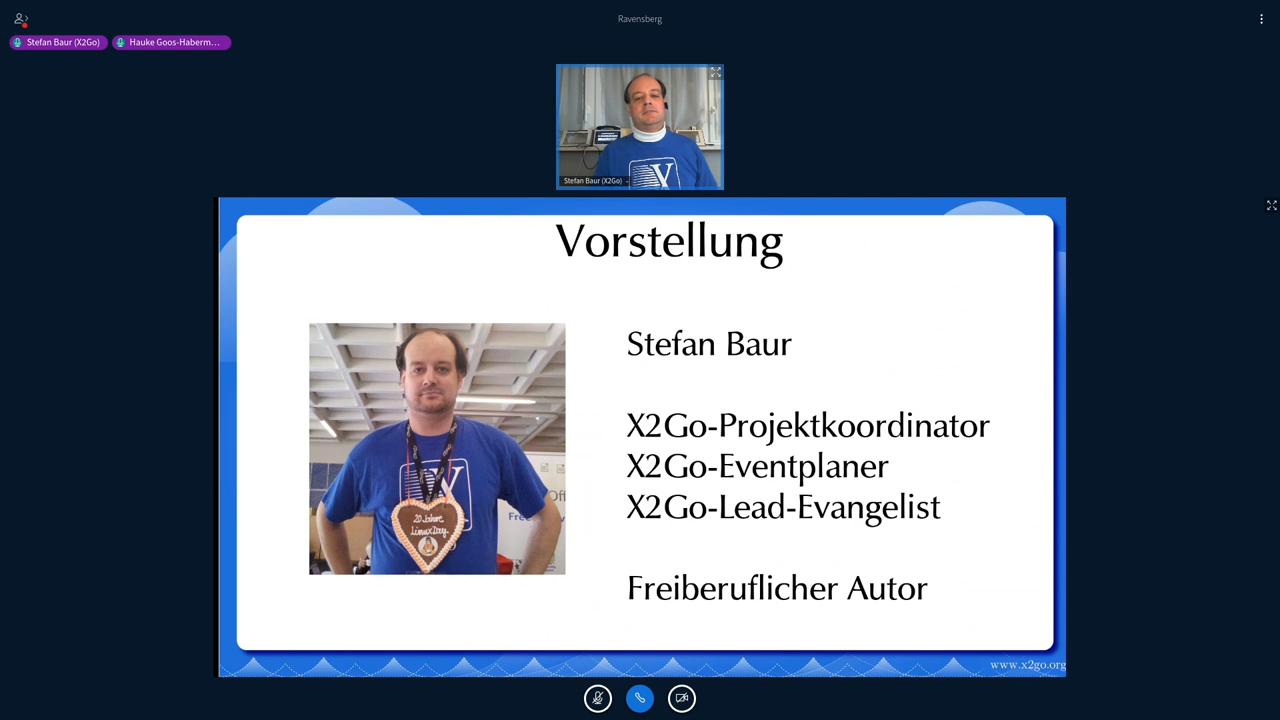 Ravensberg
Stefan Baur (X2Go)
Hauke Goos-Haberm…
Stefan Baur (X2Go)
Vorstellung
Stefan Baur
X2Go-Projektkoordinator
X2Go-Eventplaner
X2Go-Lead-Evangelist
Freiberuflicher Autor
20 Jahre
LinuxDay
www.x2go.org